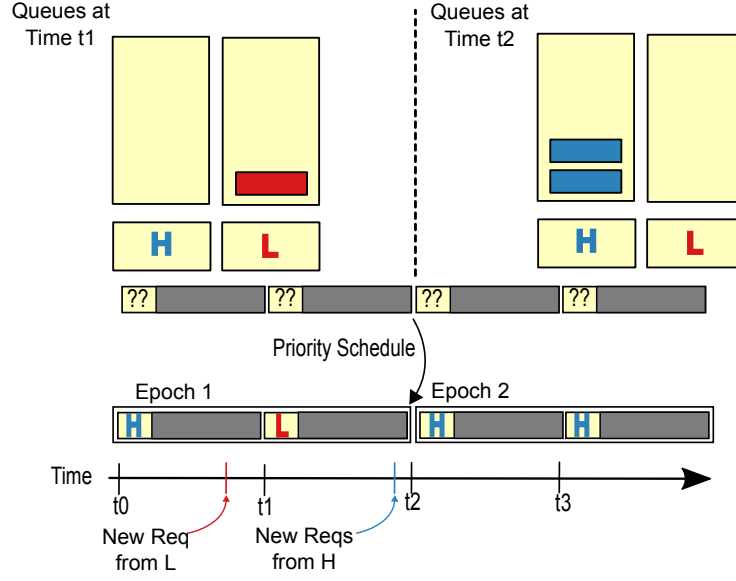 Queues at
Time t1
Queues at
Time t2
H
L
H
L
??
??
??
??
Priority Schedule
Epoch 1
Epoch 2
H
L
H
H
Time
t0
t1
t2
t3
New Req
from L
New Reqs
from H